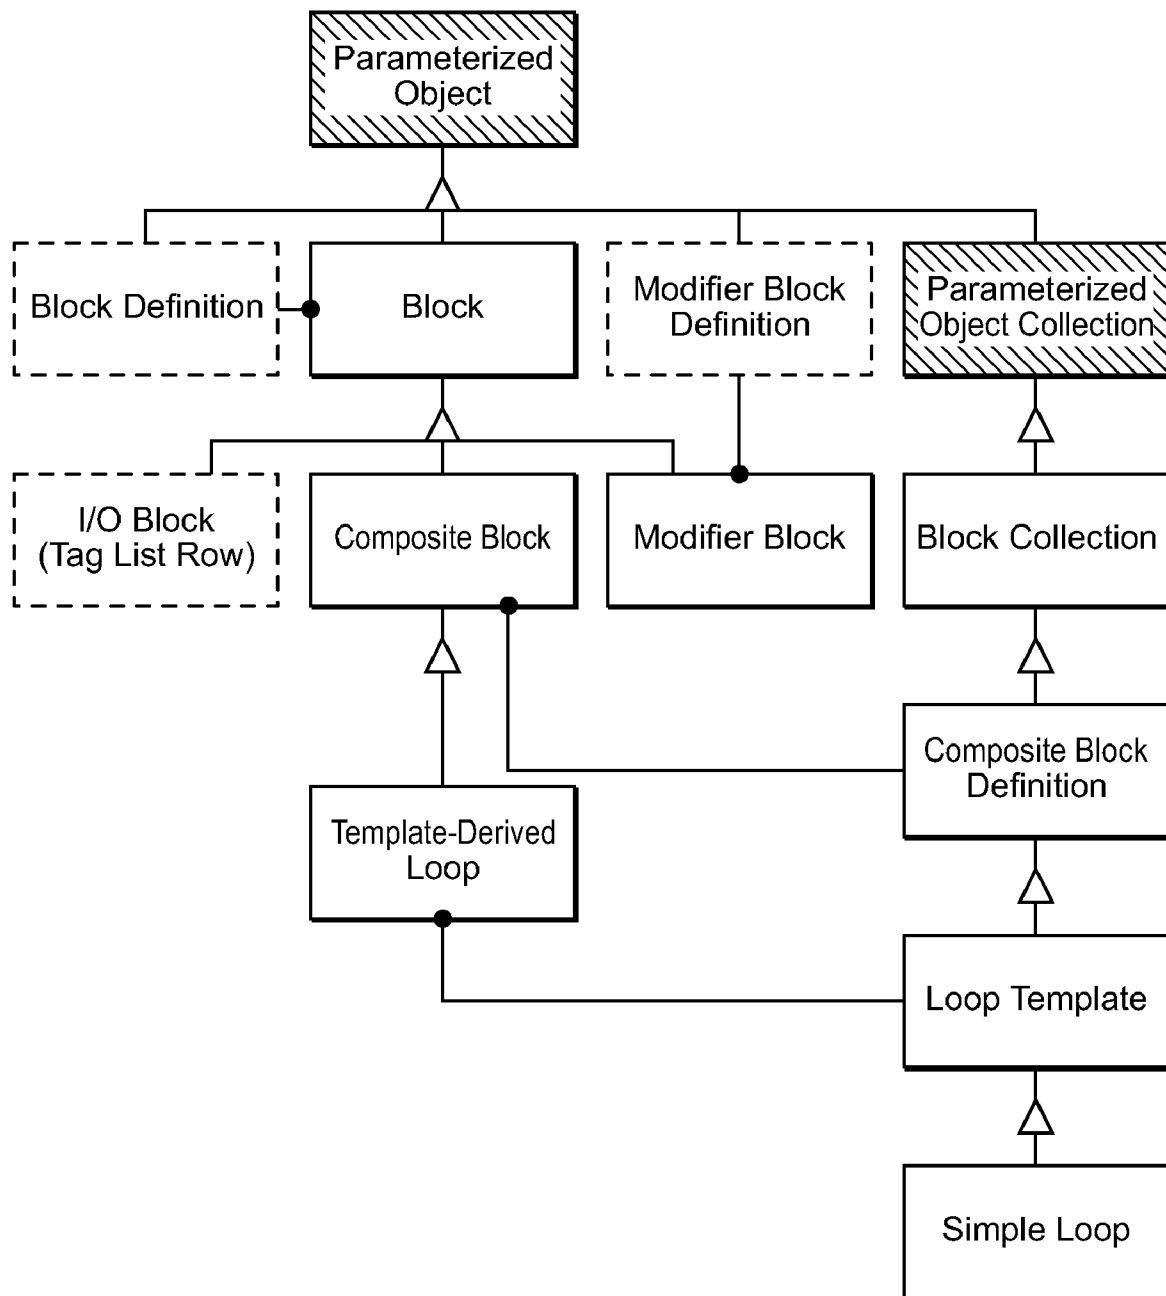 Parameterized
Object
Block Definition
Block
Modifier Block
Definition
Parameterized
Object Collection
I/O Block
(Tag List Row)
Composite Block
Modifier Block
Block Collection
Composite Block
Definition
Template-Derived
Loop
Loop Template
Simple Loop